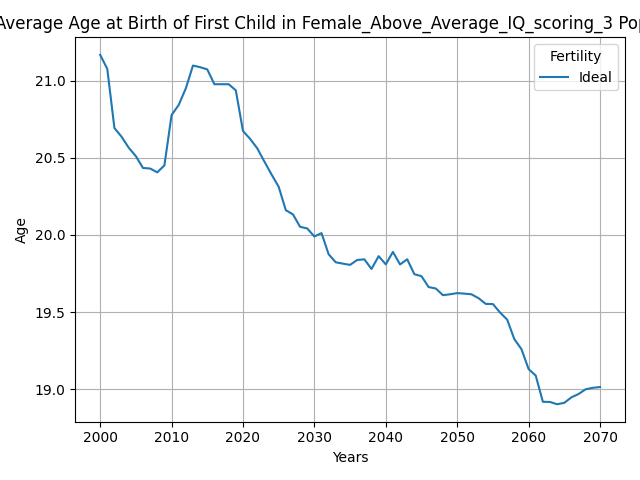 Average Age at Birth of First Child in Female_Above_Average_IQ_scoring_3
Fertility
Ideal
21.0
20.5
20.0
19.5
19.0
Age
2000 2010 2020 2030 2040 2050 2060 2070
Years